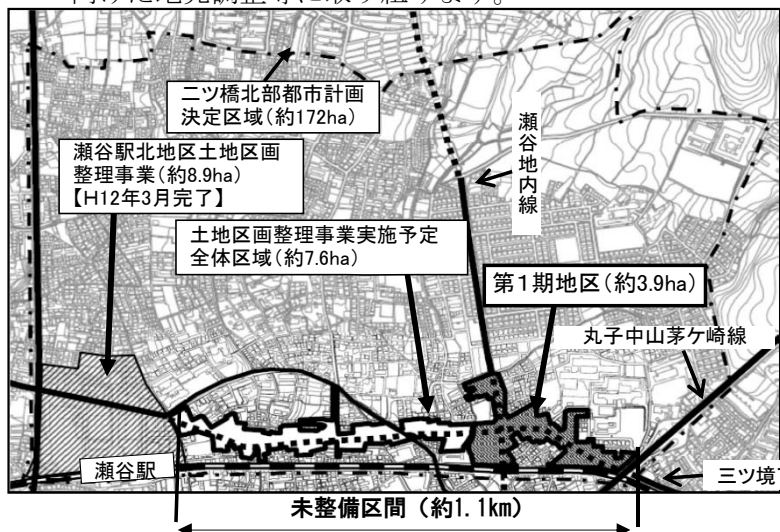 二ツ橋北部都市計画
決定区域(約172ha)
瀬谷駅北地区土地区画
整理事業(約8.9ha)
【H12年3月完了】
瀬谷地内線
土地区画整理事業実施予定
全体区域(約7.6ha)
第1期地区(約3.9ha)
丸子中山茅ケ崎線
瀬谷駅
三ツ境
未整備区間(約1.1km)